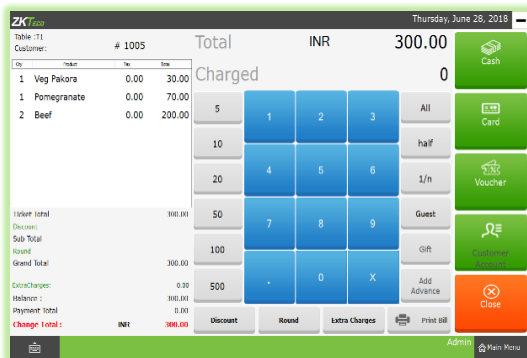 ZKTeco
Thursday, June 28, 2018
Table :T1
Customer:
# 1005
Total INR 300.00
Charged 0
Qty Product Tax Total
1 Veg Pakora 0.00 30.00
1 Pomegranate 0.00 70.00
2 Beef 0.00 200.00
Ticket Total 300.00
Discount
Sub Total
Round
Grand Total 300.00
ExtraCharges: 0.00
Balance : 300.00
Payment Total 0.00
Change Total : INR 300.00
5 1 2 3 All
10 half
20 4 5 6 1/n
50 7 8 9 Guest
100 Gift
500 . 0 X Add Advance
Discount Round Extra Charges Print Bill
Cash
Card
Voucher
Customer
Account
Close
Admin
Main Menu